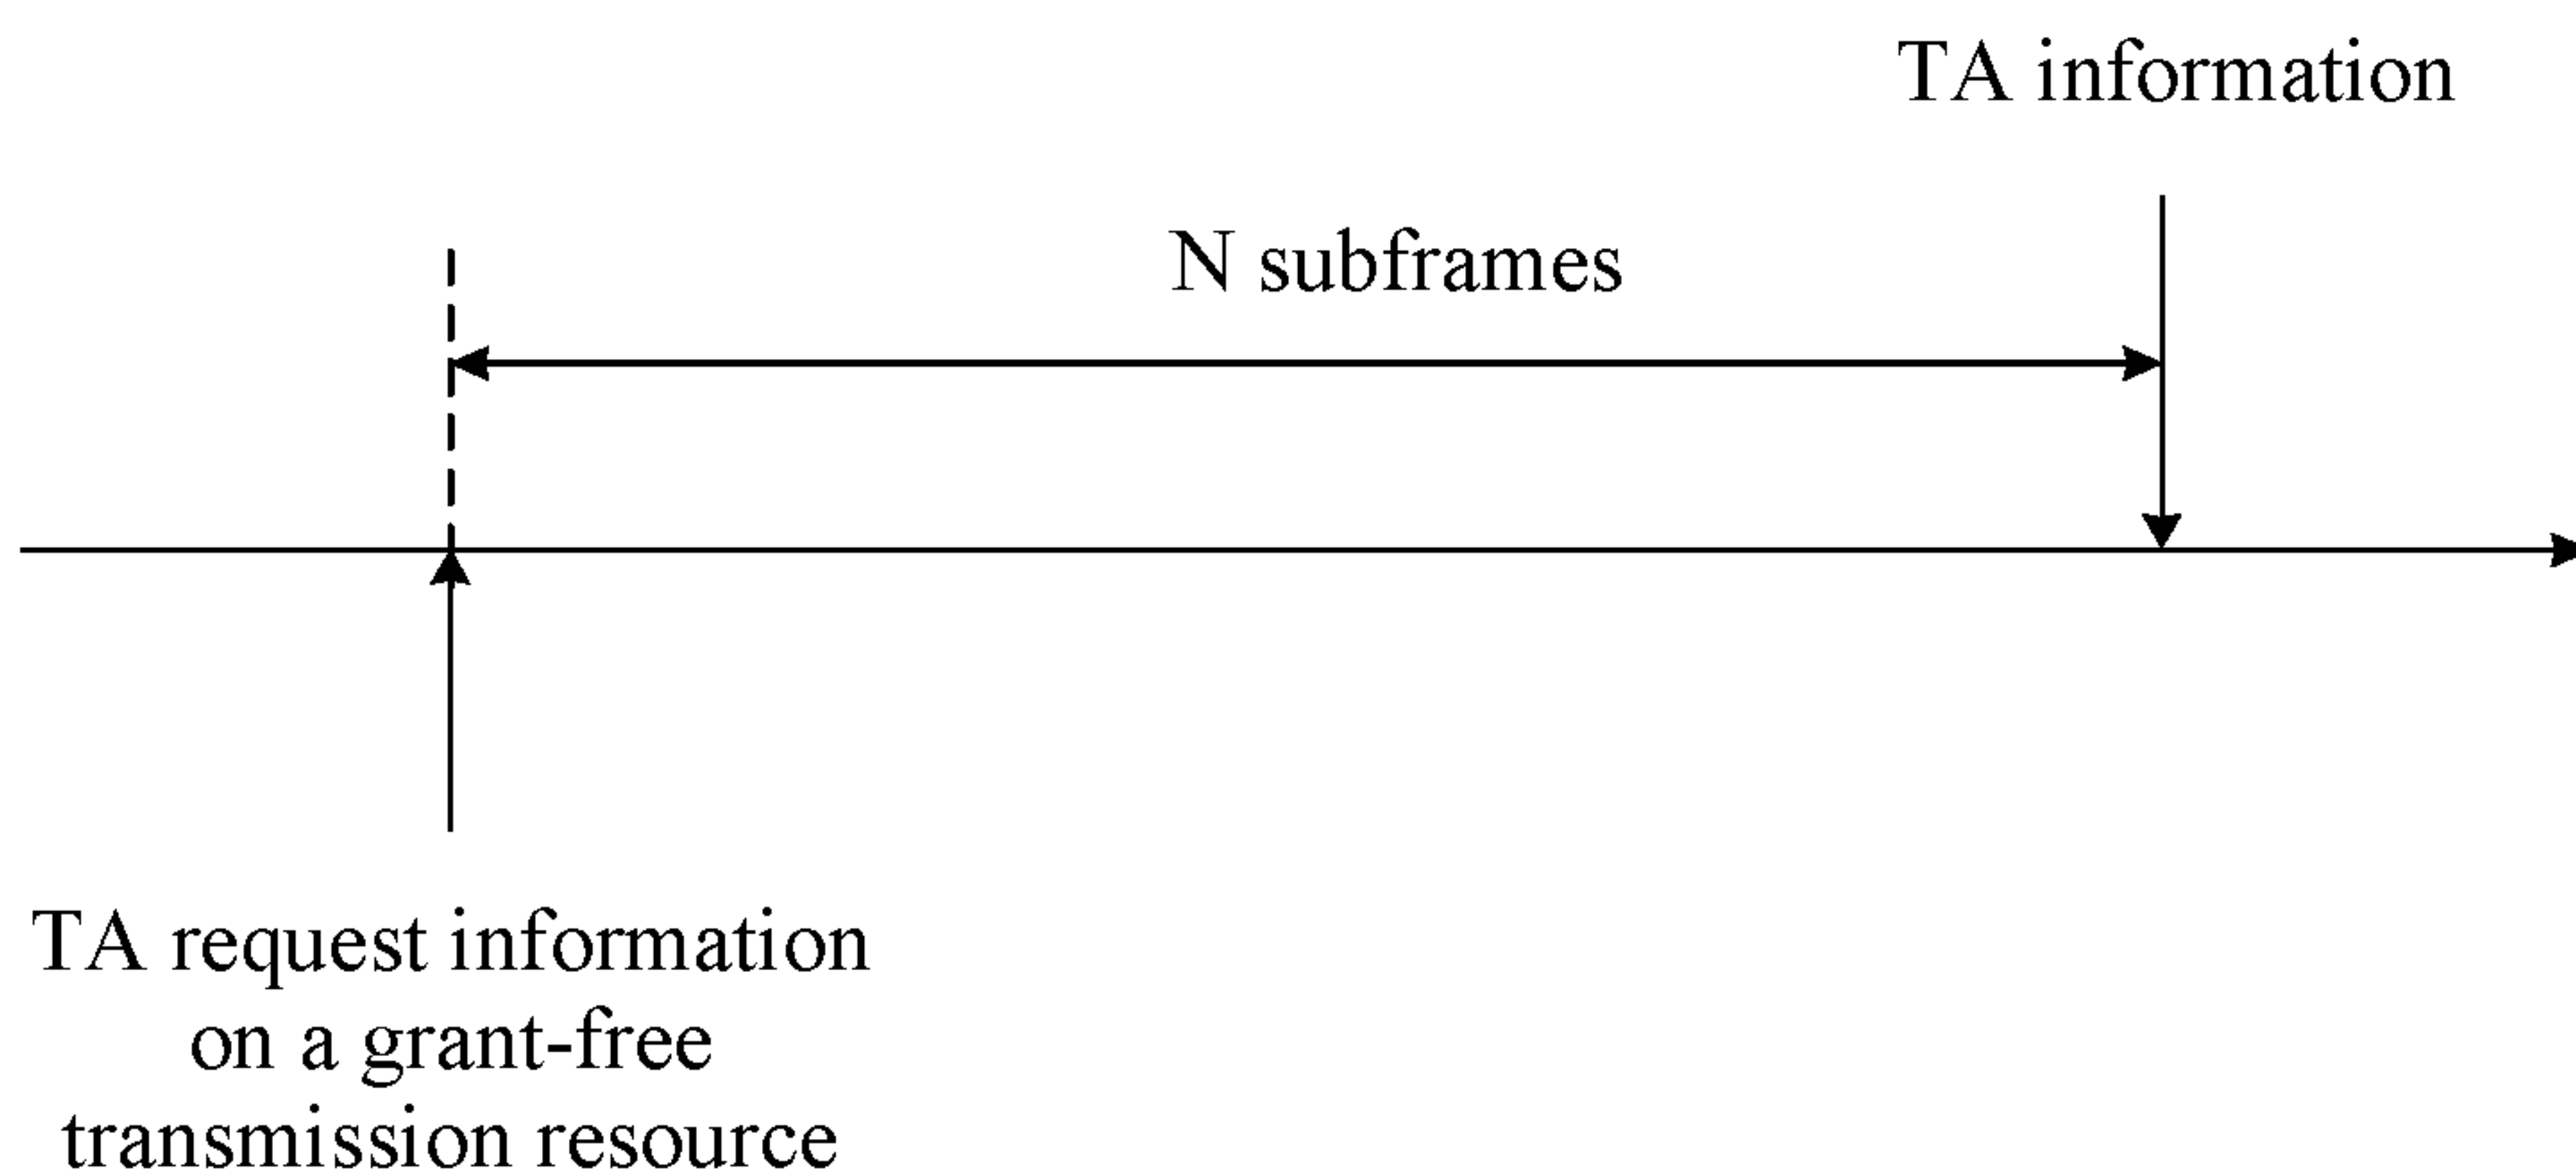 TA information
N subframes
TA request information
on a grant-free
transmission resource